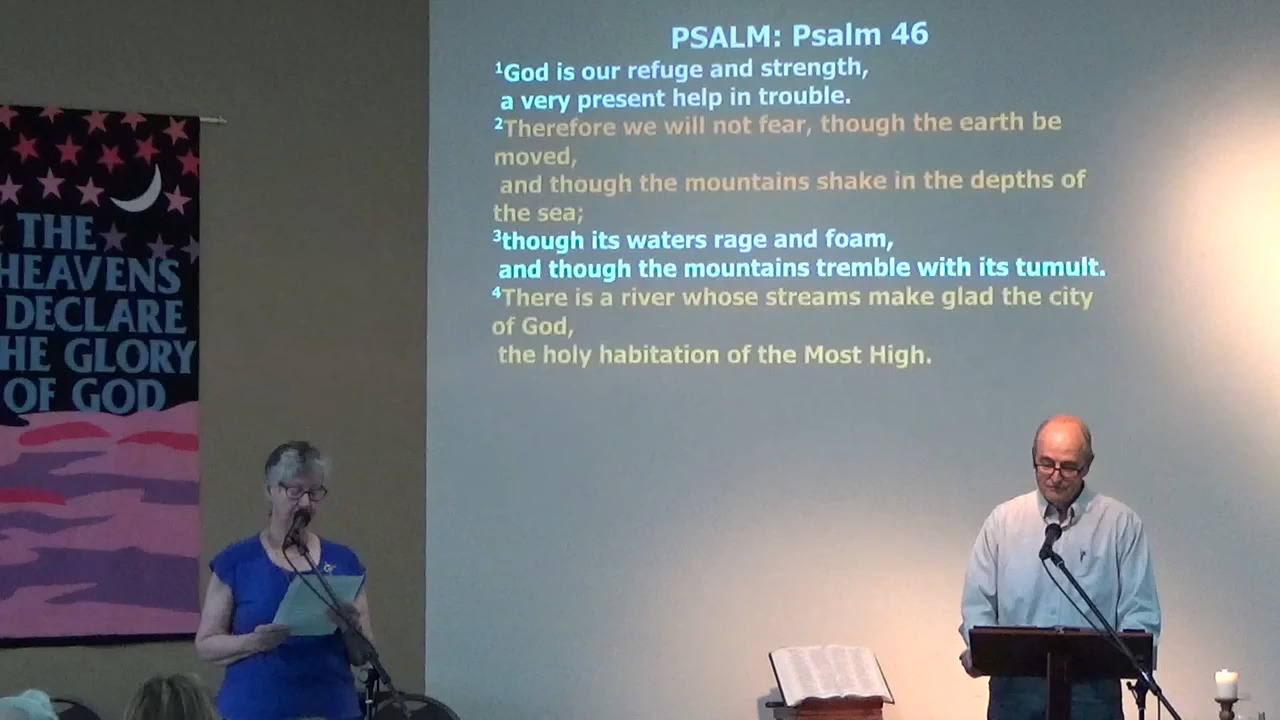 THE
HEAVENS
DECLARE
HE GLORY
OF GOD
PSALM: Psalm 46
¹God is our refuge and strength,
a very present help in trouble.
²Therefore we will not fear, though the earth be
moved,
and though the mountains shake in the depths of
the sea;
³though its waters rage and foam,
and though the mountains tremble with its tumult.
⁴There is a river whose streams make glad the city
of God,
the holy habitation of the Most High.